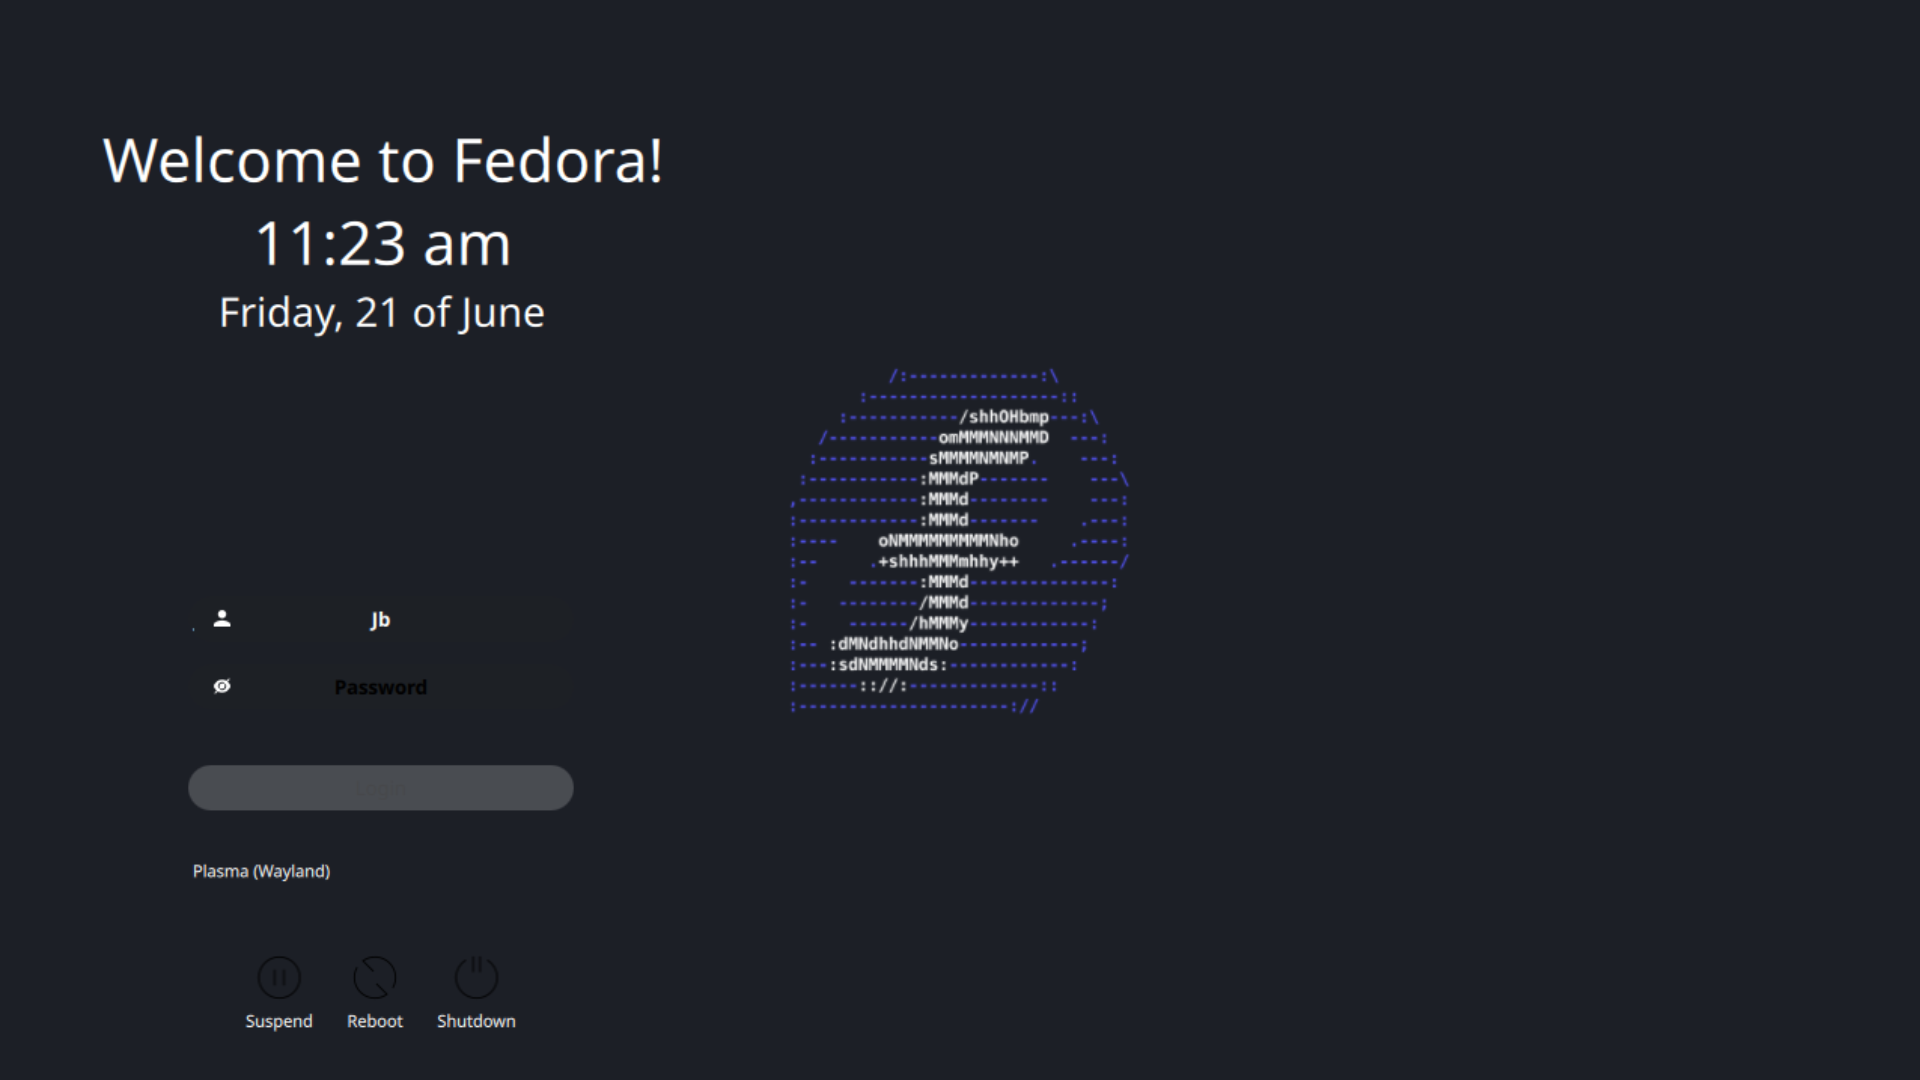 Welcome to Fedora!
11:23 am
Friday, 21 of June
/:-------------:\
:-------------------::
:-----------/shhOHbmp---:\
/-----------omMMMNNNMMD  ---:
:-----------sMMMMNMNMP.    ---:
:-----------:MMMdP-------    ---\
,------------:MMMd--------    ---:
:------------:MMMd-------    .---:
:----    oNMMMMMMMMMNho     .----:
:--     .+shhhMMMmhhy++   .------/
:-    -------:MMMd--------------:
:-   --------/MMMd-------------;
:-    ------/hMMMy------------:
:-- :dMNdhhdNMMNo------------;
:---:sdNMMMMNds:------------:
:------:://:-------------::
:---------------------://
Jb
Password
Login
Plasma (Wayland)
Suspend
Reboot
Shutdown